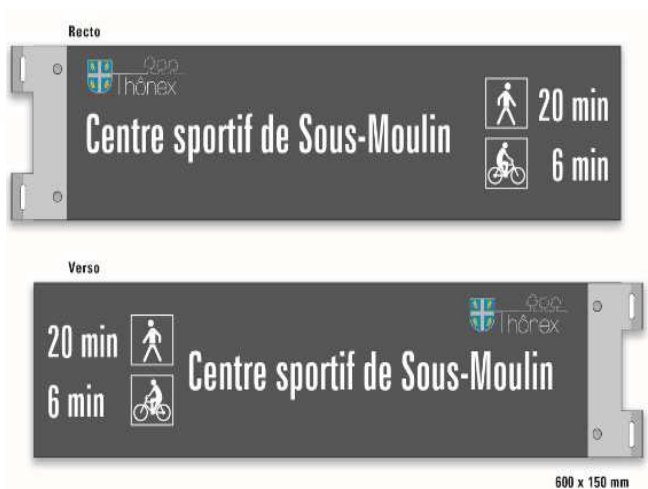 Recto
Thônex
Centre sportif de Sous-Moulin
20 min
6 min
Verso
Thônex
20 min
6 min
Centre sportif de Sous-Moulin
600 x 150 mm